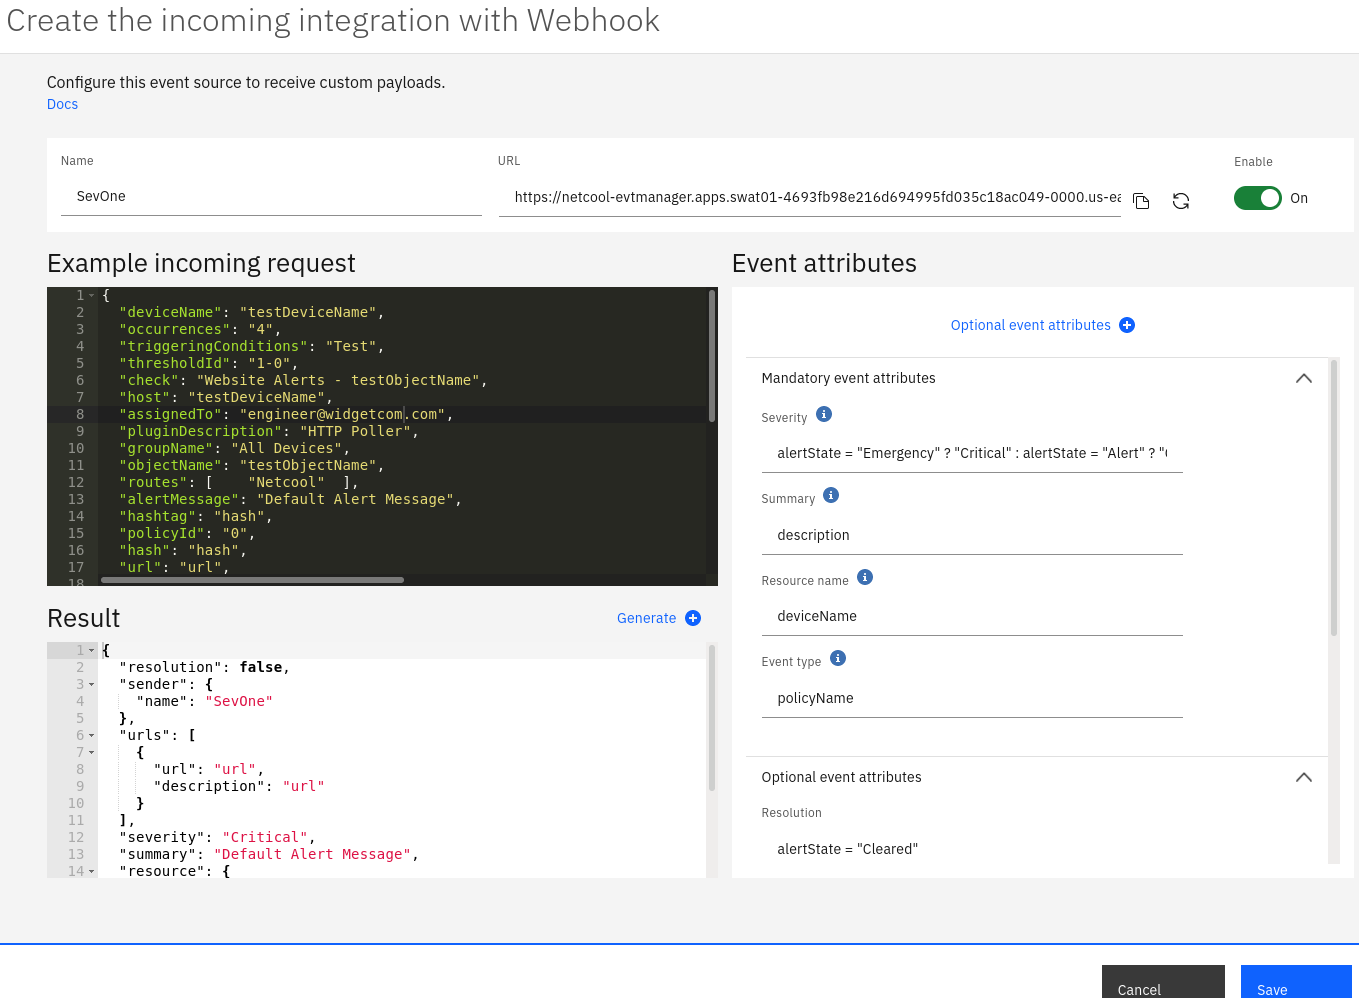 Create the incoming integration with Webhook
Configure this event source to receive custom payloads.
Docs
Name
URL
Enable
SevOne
https://netcool-evtmanager.apps.swat01-4693fb98e216d694995fd035c18ac049-0000.us-ea
On
Example incoming request
1 {
2 "deviceName": "testDeviceName",
3 "occurrences": "4",
4 "triggeringConditions": "Test",
5 "thresholdId": "1-0",
6 "check": "Website Alerts - testObjectName",
7 "host": "testDeviceName",
8 "assignedTo": "engineer@widgetcom.com",
9 "pluginDescription": "HTTP Poller",
10 "groupName": "All Devices",
11 "objectName": "testObjectName",
12 "routes": [    "Netcool"  ],
13 "alertMessage": "Default Alert Message",
14 "hashtag": "hash",
15 "policyId": "0",
16 "hash": "hash",
17 "url": "url",
18
Result
Generate
1 {
2 "resolution": false,
3 "sender": {
4 "name": "SevOne"
5 },
6 "urls": [
7 {
8 "url": "url",
9 "description": "url"
10 }
11 ],
12 "severity": "Critical",
13 "summary": "Default Alert Message",
14 "resource": {
Event attributes
Optional event attributes
Mandatory event attributes
Severity
alertState = "Emergency" ? "Critical" : alertState = "Alert" ? "
Summary
description
Resource name
deviceName
Event type
policyName
Optional event attributes
Resolution
alertState = "Cleared"
Cancel
Save